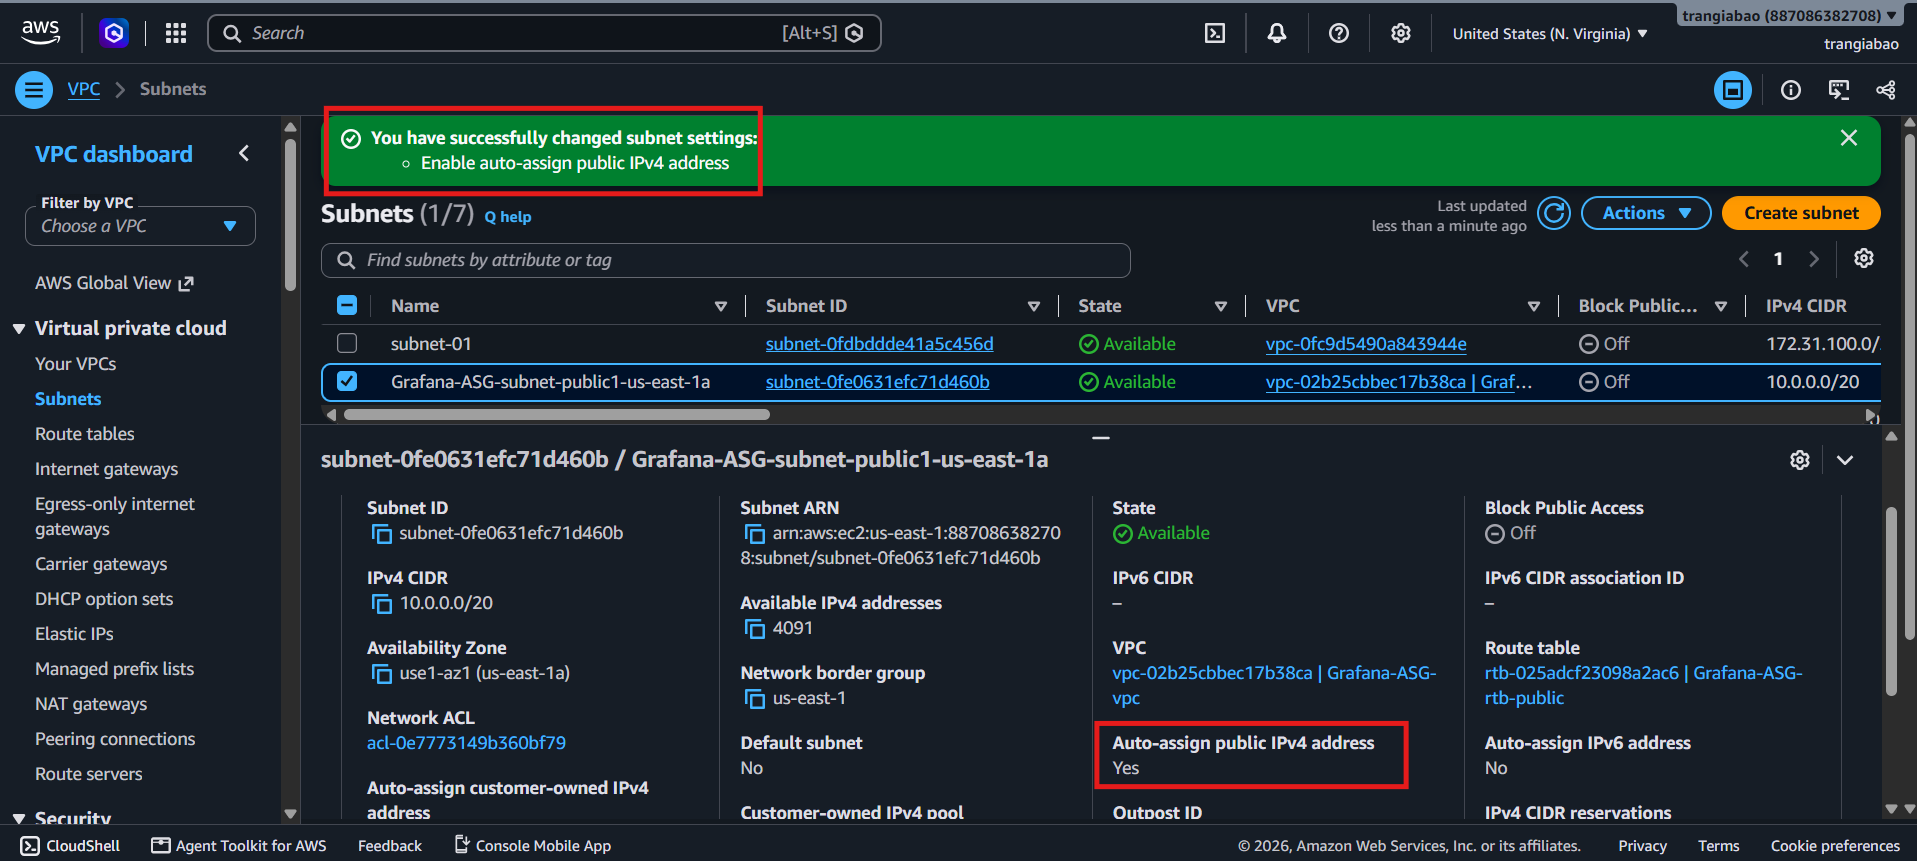 aws
Search
[Alt+S]
United States (N. Virginia)
trangiabao (887086382708)
trangiabao
VPC
Subnets
VPC dashboard
Filter by VPC
Choose a VPC
AWS Global View
Virtual private cloud
Your VPCs
Subnets
Route tables
Internet gateways
Egress-only internet
gateways
Carrier gateways
DHCP option sets
Elastic IPs
Managed prefix lists
NAT gateways
Peering connections
Route servers
Security
You have successfully changed subnet settings:
Enable auto-assign public IPv4 address
Subnets (1/7) Q help
Last updated
less than a minute ago
Actions
Create subnet
Find subnets by attribute or tag
1
Name Subnet ID State VPC Block Public... IPv4 CIDR
subnet-01 subnet-0fdbddde41a5c456d Available vpc-0fc9d5490a843944e Off 172.31.100.0/
Grafana-ASG-subnet-public1-us-east-1a subnet-0fe0631efc71d460b Available vpc-02b25cbbec17b38ca | Graf... Off 10.0.0.0/20
subnet-0fe0631efc71d460b / Grafana-ASG-subnet-public1-us-east-1a
Subnet ID
subnet-0fe0631efc71d460b
IPv4 CIDR
10.0.0.0/20
Availability Zone
use1-az1 (us-east-1a)
Network ACL
acl-0e7773149b360bf79
Auto-assign customer-owned IPv4
address
Subnet ARN
arn:aws:ec2:us-east-1:88708638270
8:subnet/subnet-0fe0631efc71d460b
Available IPv4 addresses
4091
Network border group
us-east-1
Default subnet
No
Customer-owned IPv4 pool
State
Available
IPv6 CIDR
–
VPC
vpc-02b25cbbec17b38ca | Grafana-ASG-
vpc
Auto-assign public IPv4 address
Yes
Outpost ID
Block Public Access
Off
IPv6 CIDR association ID
–
Route table
rtb-025adcf23098a2ac6 | Grafana-ASG-
rtb-public
Auto-assign IPv6 address
No
IPv4 CIDR reservations
CloudShell
Agent Toolkit for AWS
Feedback
Console Mobile App
© 2026, Amazon Web Services, Inc. or its affiliates.
Privacy
Terms
Cookie preferences